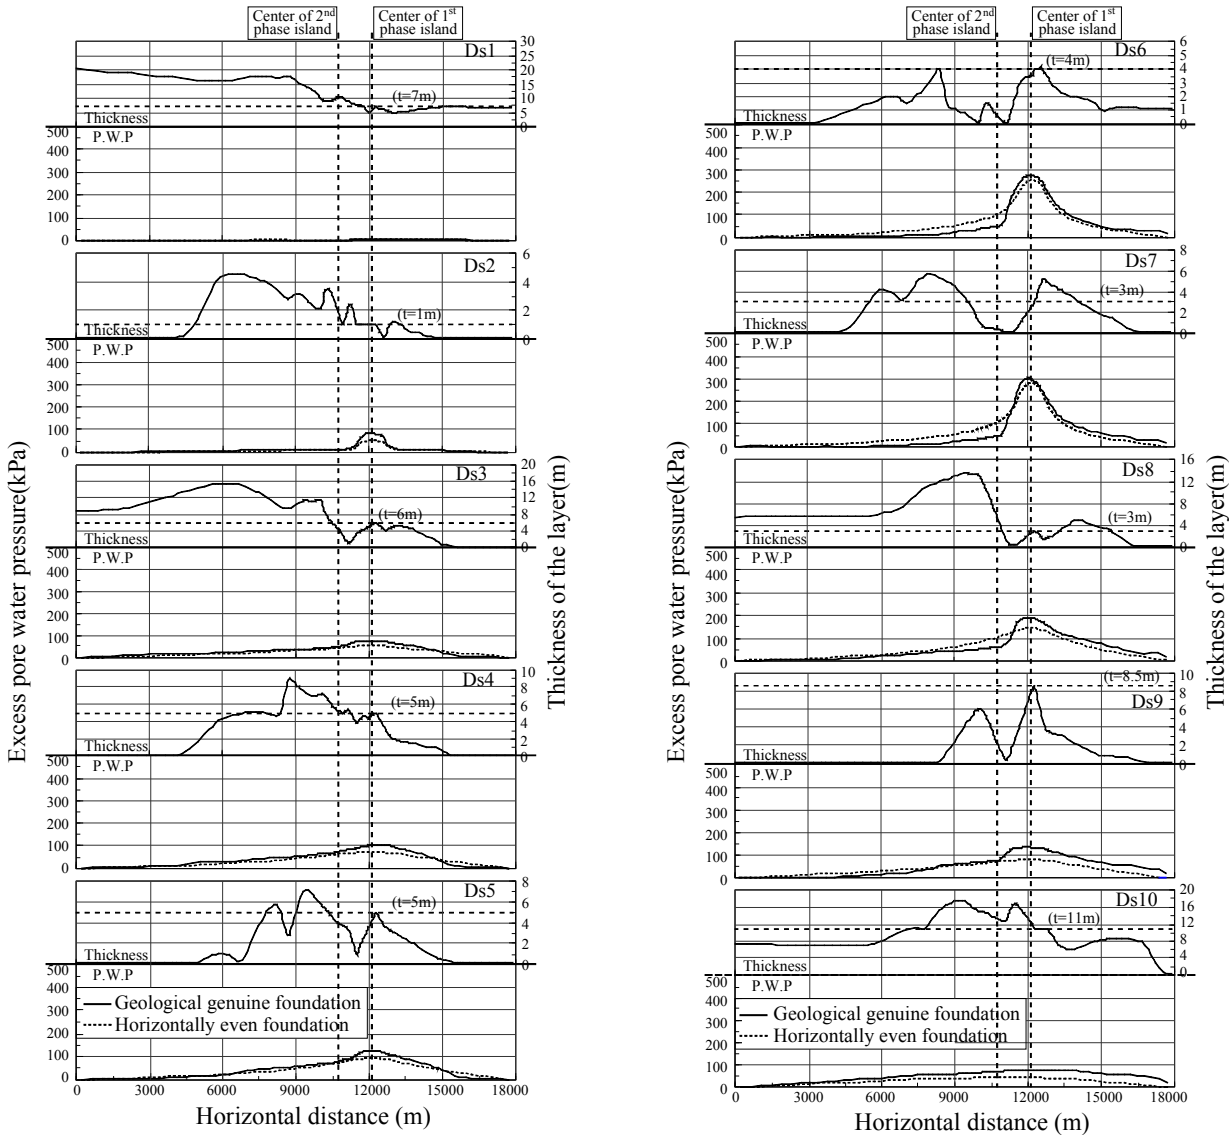 Center of 2nd
phase island
Center of 1st
phase island
Ds1
30
25
20
15
10
5
0
(t=7m)
Thickness
P.W.P
500
400
300
200
100
0
Ds2
6
4
2
0
(t=1m)
Thickness
P.W.P
500
400
300
200
100
0
Ds3
20
16
12
8
4
0
(t=6m)
Thickness
P.W.P
500
400
300
200
100
0
Ds4
10
8
6
4
2
0
(t=5m)
Thickness
P.W.P
500
400
300
200
100
0
Ds5
8
6
4
2
0
(t=5m)
Thickness
P.W.P
500
400
300
200
100
0
Geological genuine foundation
Horizontally even foundation
0 3000 6000 9000 12000 15000 18000
Horizontal distance (m)
Excess pore water pressure(kPa)
Thickness of the layer(m)
Center of 2nd
phase island
Center of 1st
phase island
Ds6
6
5
4
3
2
1
0
(t=4m)
Thickness
P.W.P
500
400
300
200
100
0
Ds7
8
6
4
2
0
(t=3m)
Thickness
P.W.P
500
400
300
200
100
0
Ds8
16
12
8
4
0
(t=3m)
Thickness
P.W.P
500
400
300
200
100
0
(t=8.5m)
Ds9
10
8
6
4
2
0
Thickness
P.W.P
500
400
300
200
100
0
Ds10
20
16
12
8
4
0
(t=11m)
Thickness
P.W.P
500
400
300
200
100
0
Geological genuine foundation
Horizontally even foundation
0 3000 6000 9000 12000 15000 18000
Horizontal distance (m)
Excess pore water pressure(kPa)
Thickness of the layer(m)